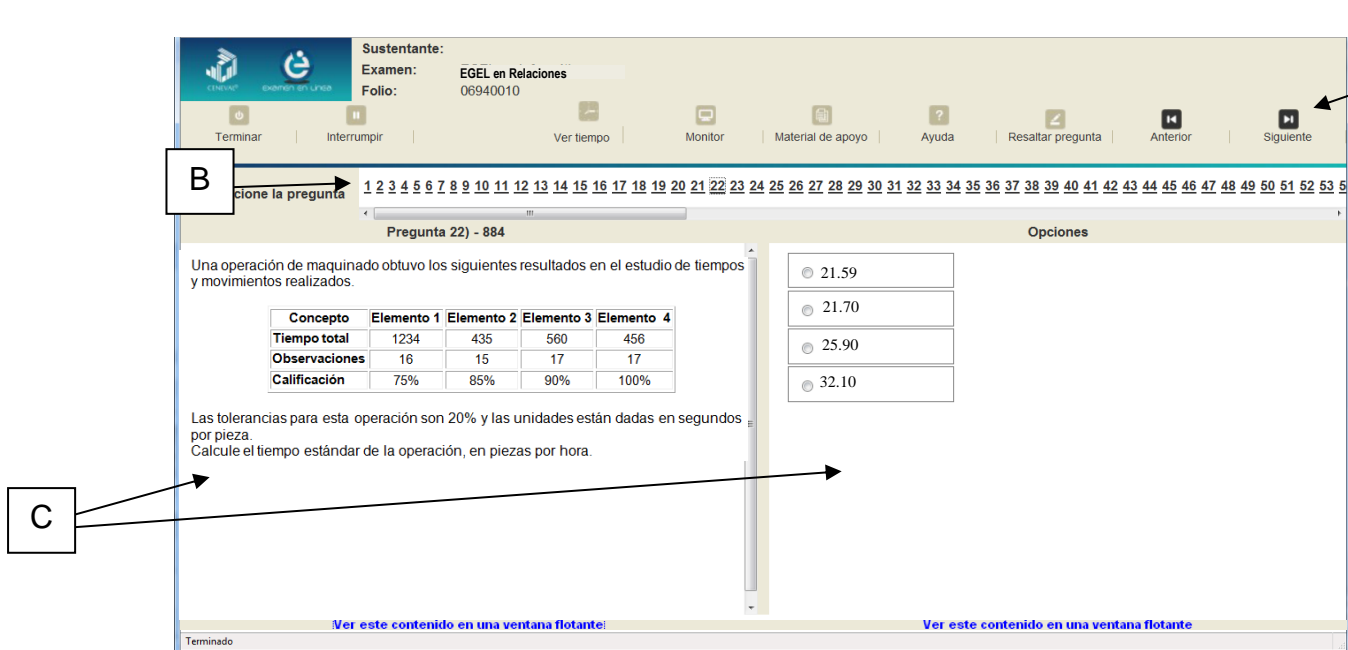 Sustentante:
Examen: EGEL en Relaciones
Folio: 06940010
CENEVAL® examen en Línea
Terminar Interrumpir Ver tiempo Monitor Material de apoyo Ayuda Resaltar pregunta Anterior Siguiente
B
cione la pregunta 1 2 3 4 5 6 7 8 9 10 11 12 13 14 15 16 17 18 19 20 21 22 23 24 25 26 27 28 29 30 31 32 33 34 35 36 37 38 39 40 41 42 43 44 45 46 47 48 49 50 51 52 53 5
Pregunta 22) - 884
Una operación de maquinado obtuvo los siguientes resultados en el estudio de tiempos
y movimientos realizados.
Concepto Elemento 1 Elemento 2 Elemento 3 Elemento 4
Tiempo total 1234 435 560 456
Observaciones 16 15 17 17
Calificación 75% 85% 90% 100%
Las tolerancias para esta operación son 20% y las unidades están dadas en segundos
por pieza.
Calcule el tiempo estándar de la operación, en piezas por hora.
Opciones
21.59
21.70
25.90
32.10
C
Ver este contenido en una ventana flotante
Ver este contenido en una ventana flotante
Terminado